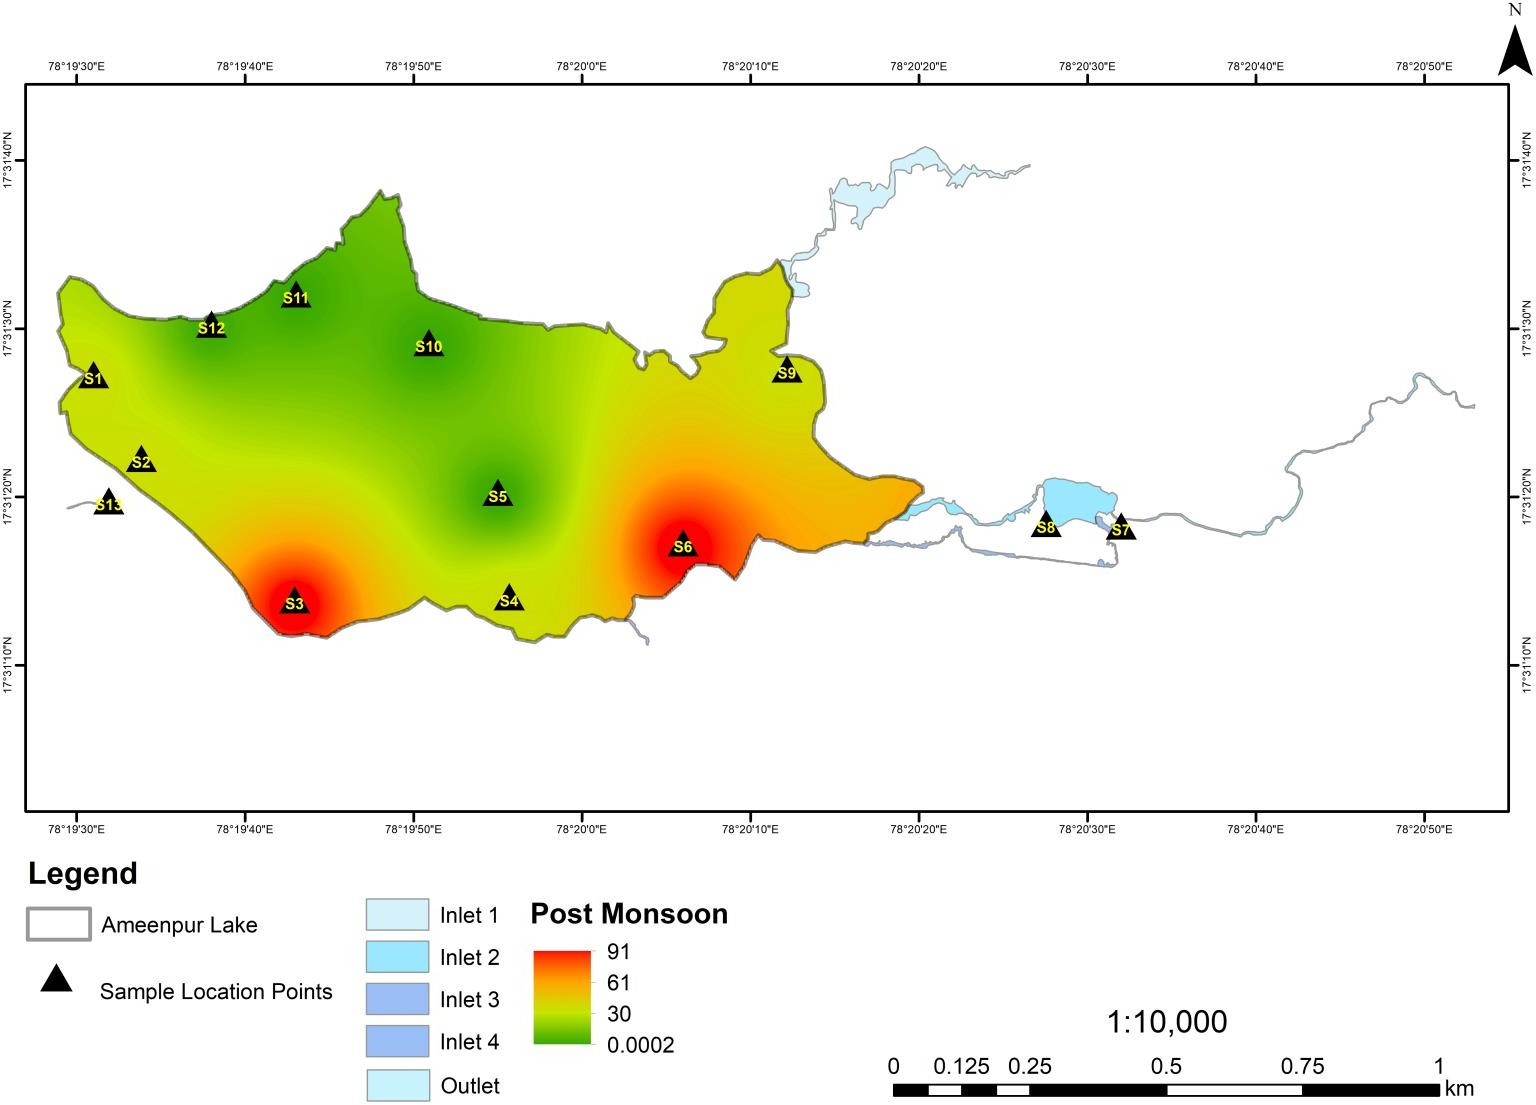 N
78°19'30"E 78°19'40"E 78°19'50"E 78°20'0"E 78°20'10"E 78°20'20"E 78°20'30"E 78°20'40"E 78°20'50"E
17°31'40"N 17°31'40"N
S11
S12
17°31'30"N 17°31'30"N
S10
S9
S1
S2
S5
S13
17°31'20"N 17°31'20"N
S8 S7
S6
S4
S3
17°31'10"N 17°31'10"N
78°19'30"E 78°19'40"E 78°19'50"E 78°20'0"E 78°20'10"E 78°20'20"E 78°20'30"E 78°20'40"E 78°20'50"E
Legend
Ameenpur Lake
Sample Location Points
Inlet 1
Inlet 2
Inlet 3
Inlet 4
Outlet
Post Monsoon
91
61
30
0.0002
1:10,000
0 0.125 0.25 0.5 0.75 1
km